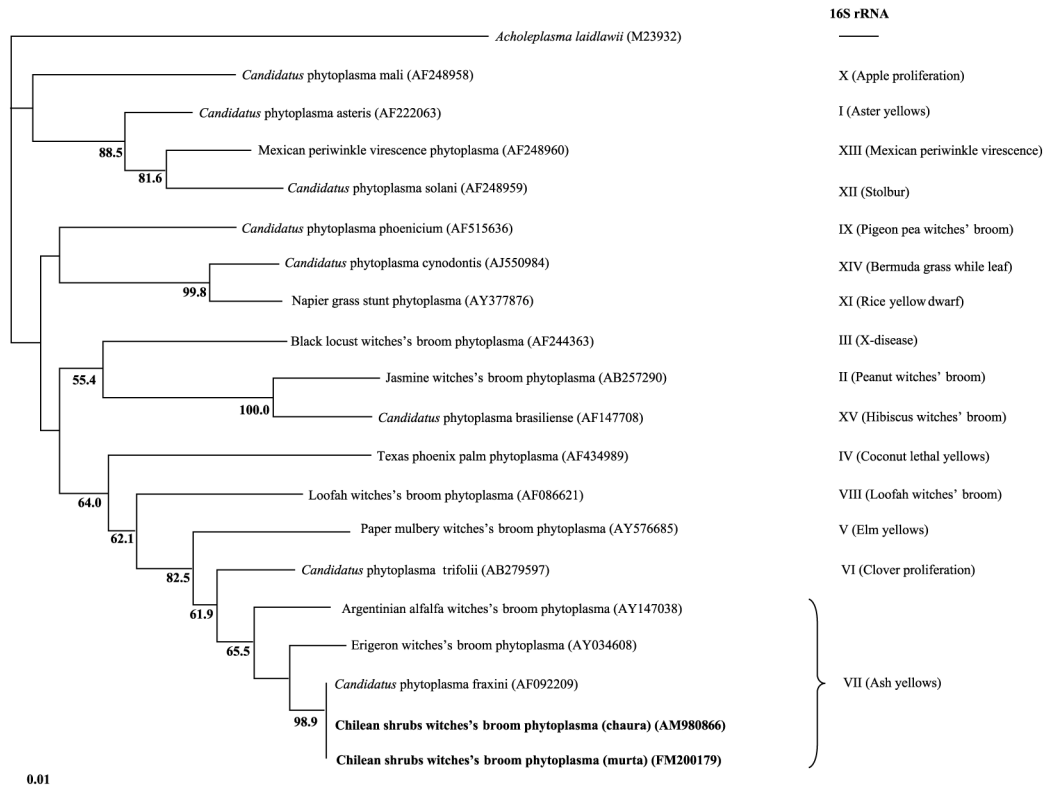 16S rRNA
Acholeplasma laidlawii (M23932)
Candidatus phytoplasma mali (AF248958) X (Apple proliferation)
Candidatus phytoplasma asteris (AF222063) I (Aster yellows)
88.5
Mexican periwinkle virescence phytoplasma (AF248960) XIII (Mexican periwinkle virescence)
81.6
Candidatus phytoplasma solani (AF248959) XII (Stolbur)
Candidatus phytoplasma phoenicium (AF515636) IX (Pigeon pea witches’ broom)
Candidatus phytoplasma cynodontis (AJ550984) XIV (Bermuda grass while leaf)
99.8
Napier grass stunt phytoplasma (AY377876) XI (Rice yellow dwarf)
Black locust witches’s broom phytoplasma (AF244363) III (X-disease)
55.4
Jasmine witches’s broom phytoplasma (AB257290) II (Peanut witches’ broom)
100.0
Candidatus phytoplasma brasiliense (AF147708) XV (Hibiscus witches’ broom)
Texas phoenix palm phytoplasma (AF434989) IV (Coconut lethal yellows)
64.0
Loofah witches’s broom phytoplasma (AF086621) VIII (Loofah witches’ broom)
62.1
Paper mulbery witches’s broom phytoplasma (AY576685) V (Elm yellows)
82.5
Candidatus phytoplasma trifolii (AB279597) VI (Clover proliferation)
61.9
Argentinian alfalfa witches’s broom phytoplasma (AY147038)
65.5
Erigeron witches’s broom phytoplasma (AY034608)
Candidatus phytoplasma fraxini (AF092209) VII (Ash yellows)
98.9
Chilean shrubs witches’s broom phytoplasma (chaura) (AM980866)
Chilean shrubs witches’s broom phytoplasma (murta) (FM200179)
0.01